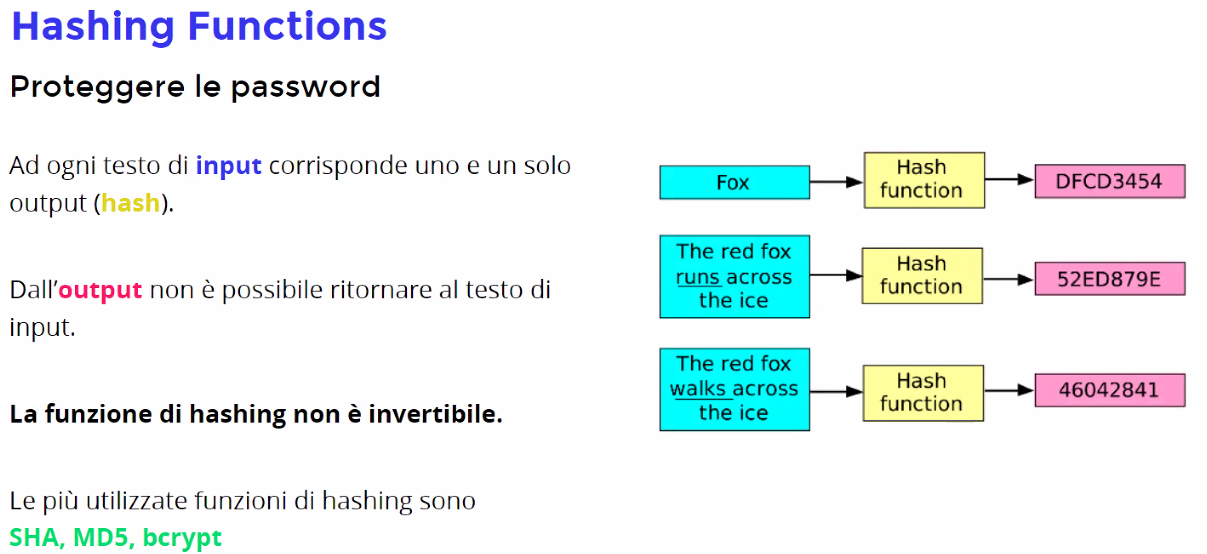 Hashing Functions
Proteggere le password
Ad ogni testo di input corrisponde uno e un solo
output (hash).
Dall’output non è possibile ritornare al testo di
input.
La funzione di hashing non è invertibile.
Le più utilizzate funzioni di hashing sono
SHA, MD5, bcrypt
Fox
Hash
function
DFCD3454
The red fox
runs across
the ice
Hash
function
52ED879E
The red fox
walks across
the ice
Hash
function
46042841